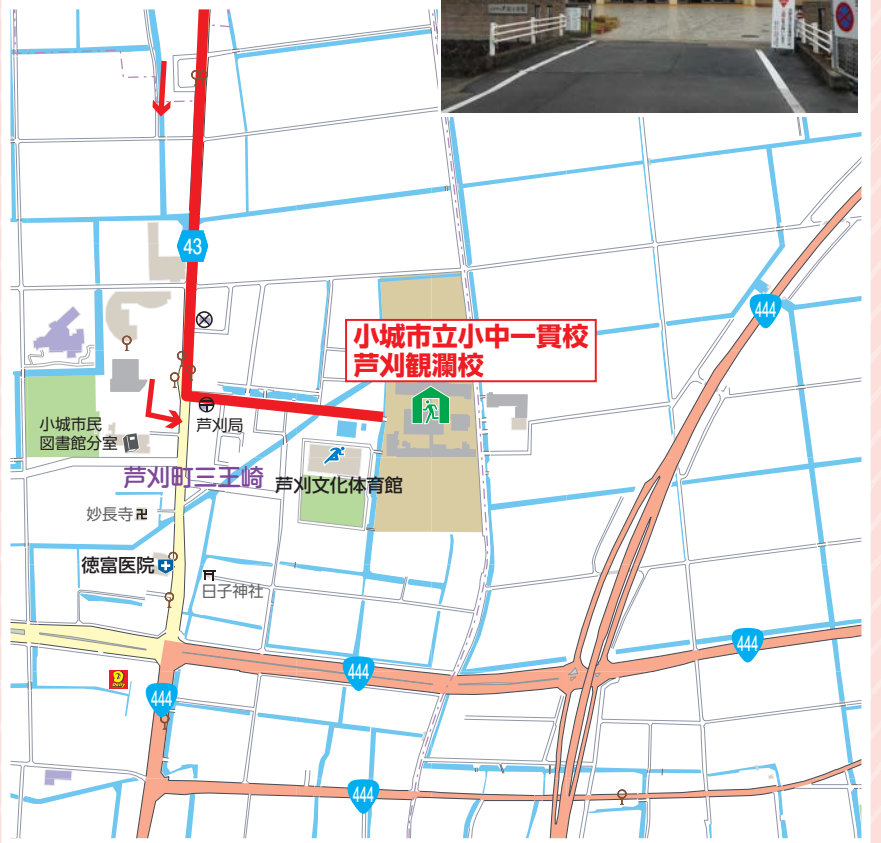 43
444
小城市立小中一貫校
芦刈観瀾校
芦刈局
小城市民
図書館分室
芦刈町三王崎
芦刈文化体育館
妙長寺
徳富医院
日子神社
444
444
444
444